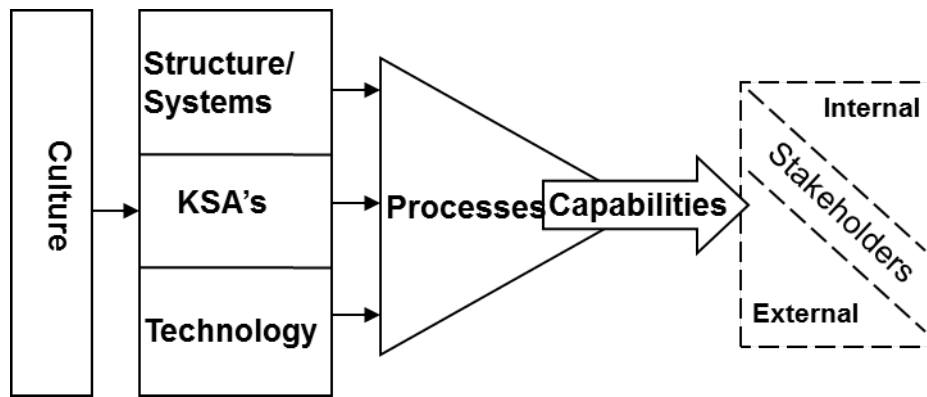 Culture
Structure/
Systems
KSA's
Technology
Processes
Capabilities
Internal
Stakeholders
External